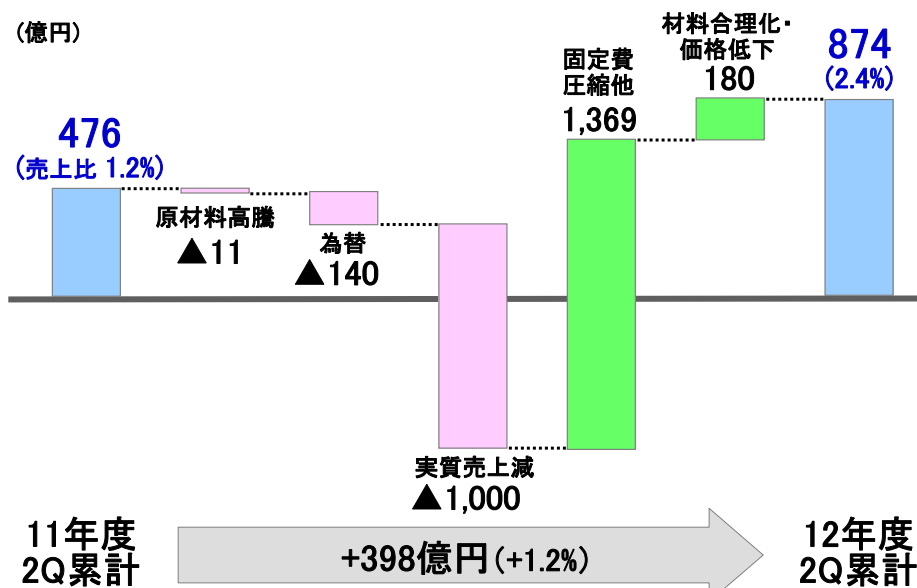 (億円)
476
(売上比 1.2%)
原材料高騰
▲11
為替
▲140
実質売上減
▲1,000
固定費
圧縮他
1,369
材料合理化・
価格低下
180
874
(2.4%)
11年度
2Q累計
+398億円(+1.2%)
12年度
2Q累計